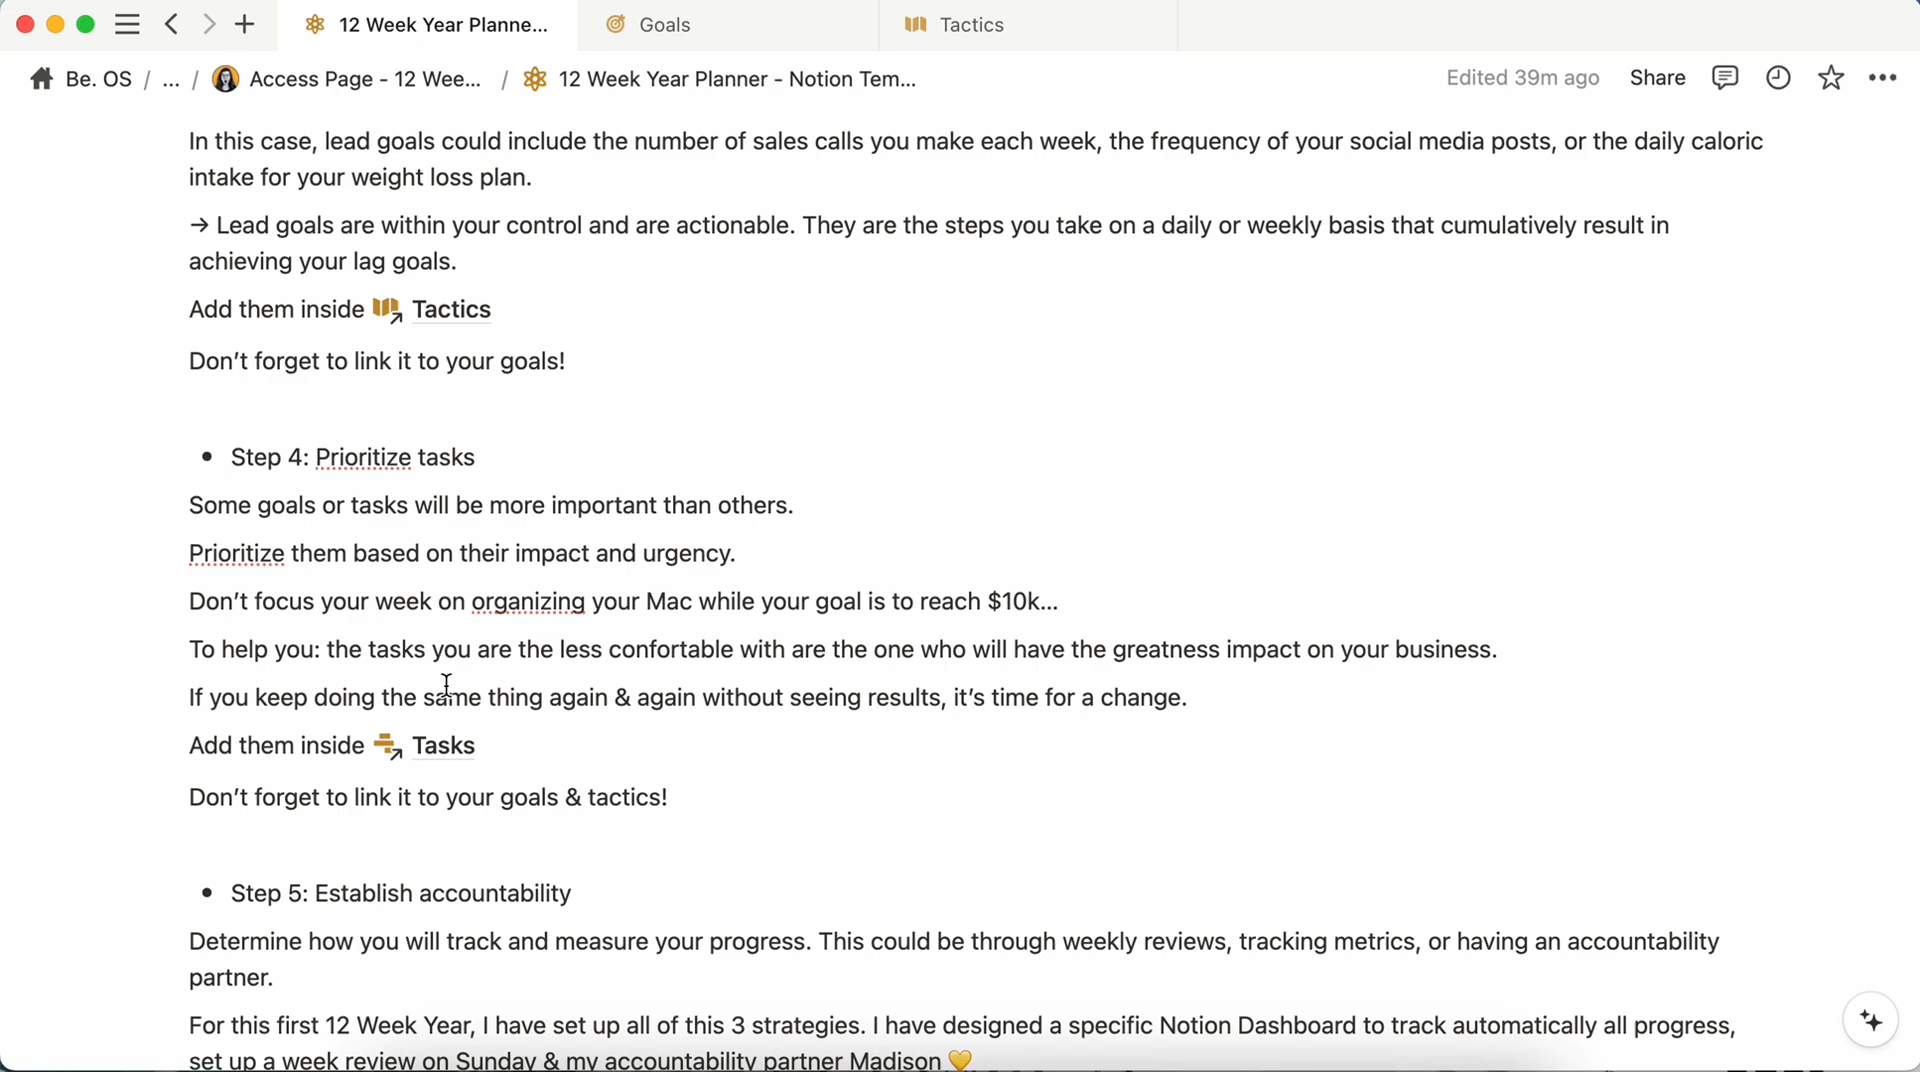 12 Week Year Planne...
Goals
Tactics
Be. OS / ... / Access Page - 12 Wee... / 12 Week Year Planner - Notion Tem...
Edited 39m ago
Share
In this case, lead goals could include the number of sales calls you make each week, the frequency of your social media posts, or the daily caloric
intake for your weight loss plan.
→ Lead goals are within your control and are actionable. They are the steps you take on a daily or weekly basis that cumulatively result in
achieving your lag goals.
Add them inside Tactics
Don’t forget to link it to your goals!
• Step 4: Prioritize tasks
Some goals or tasks will be more important than others.
Prioritize them based on their impact and urgency.
Don’t focus your week on organizing your Mac while your goal is to reach $10k...
To help you: the tasks you are the less confortable with are the one who will have the greatness impact on your business.
If you keep doing the same thing again & again without seeing results, it’s time for a change.
Add them inside Tasks
Don’t forget to link it to your goals & tactics!
• Step 5: Establish accountability
Determine how you will track and measure your progress. This could be through weekly reviews, tracking metrics, or having an accountability
partner.
For this first 12 Week Year, I have set up all of this 3 strategies. I have designed a specific Notion Dashboard to track automatically all progress,
set up a week review on Sunday & my accountability partner Madison 💛